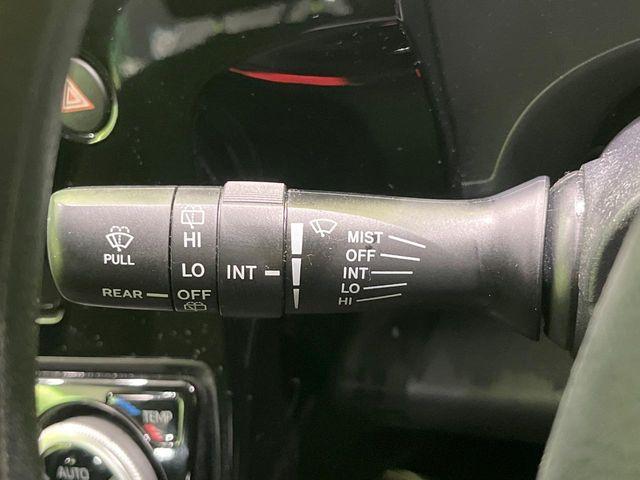 PULL
REAR
HI
LO
OFF
INT
MIST
OFF
INT
LO
HI
TEMP
AUTO